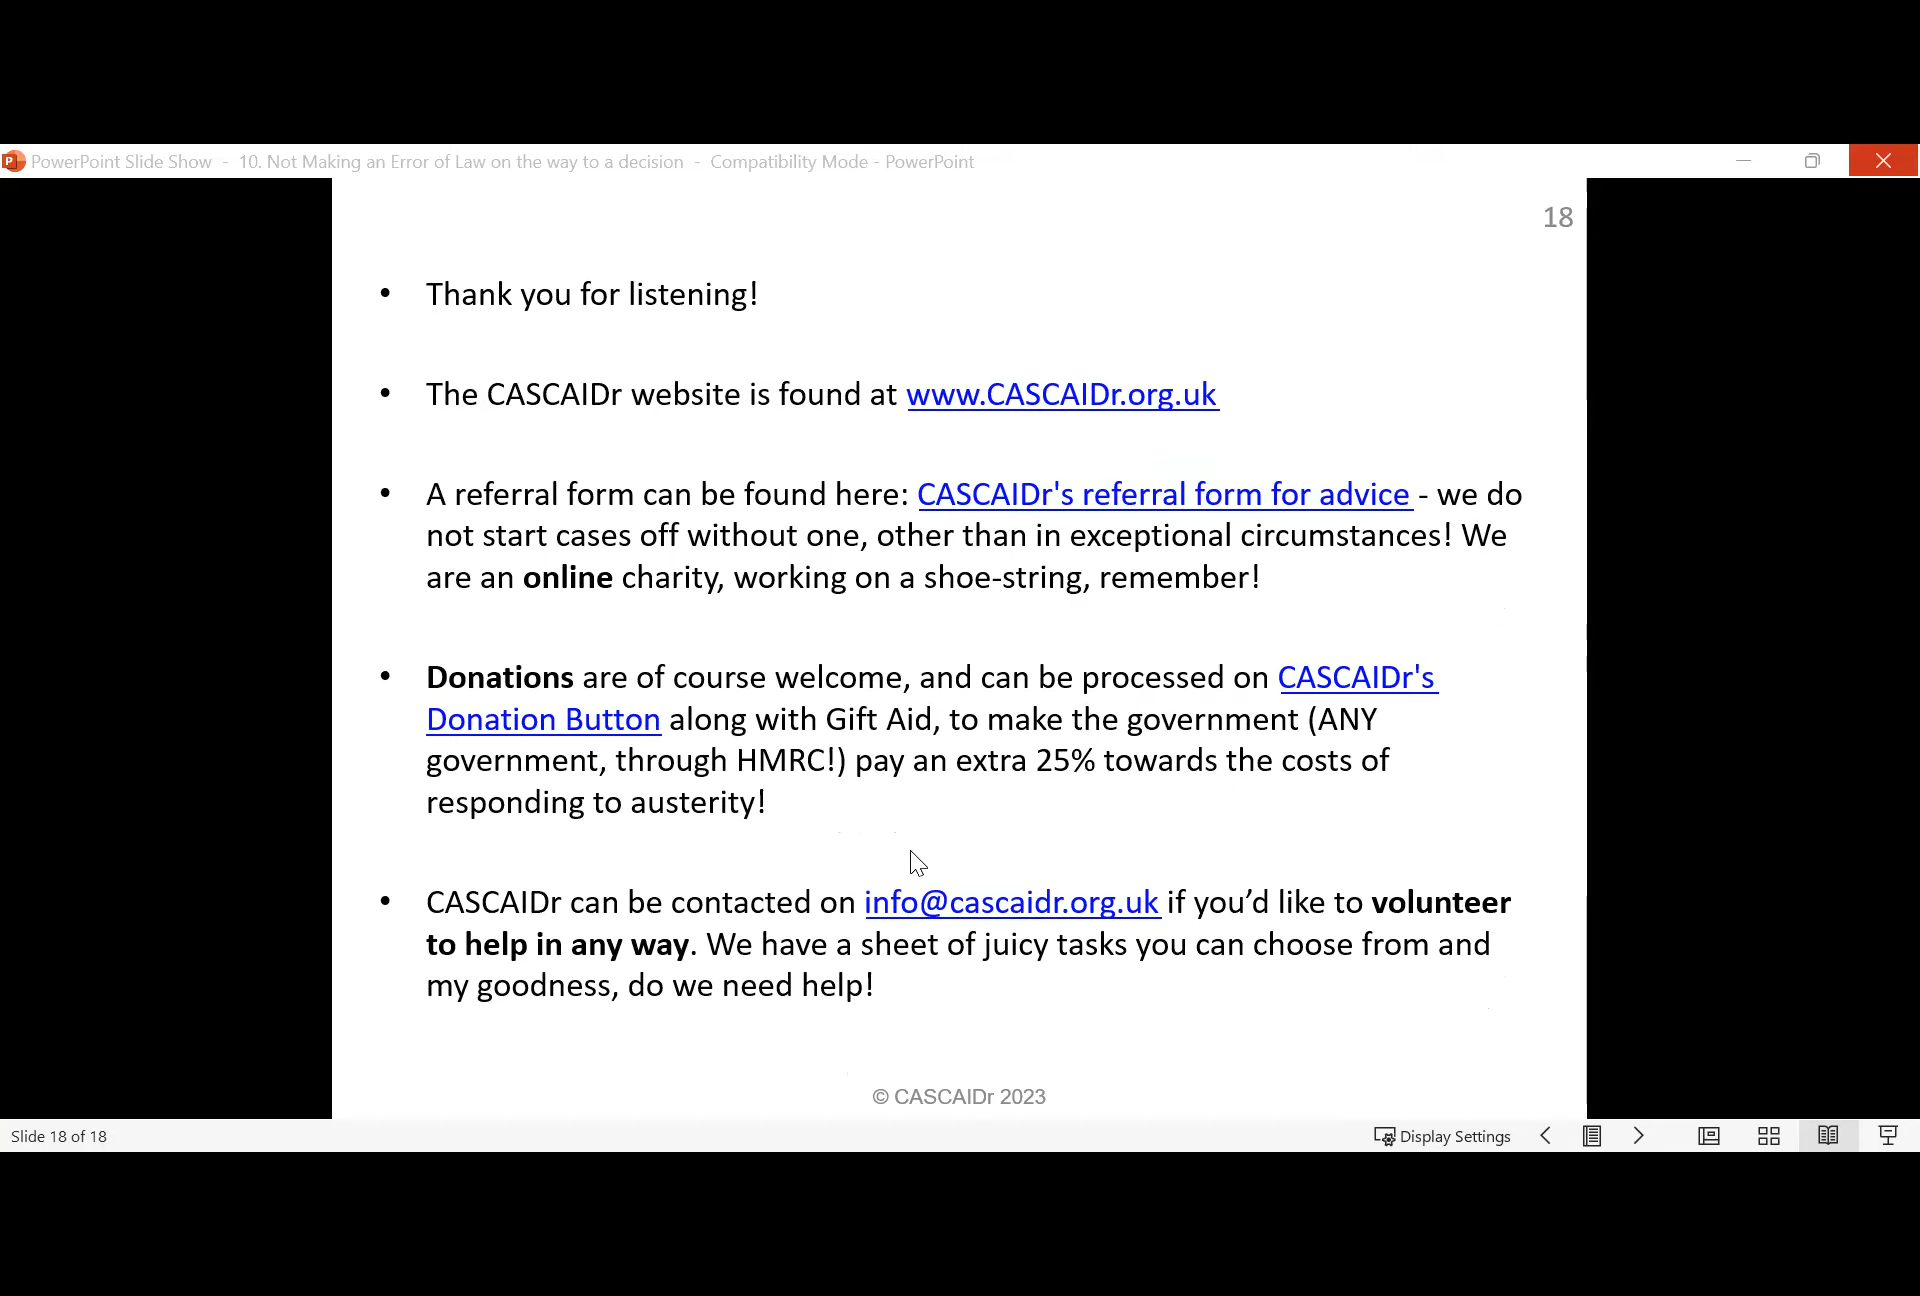 PowerPoint Slide Show - 10. Not Making an Error of Law on the way to a decision - Compatibility Mode - PowerPoint
18
• Thank you for listening!
• The CASCAIDr website is found at www.CASCAIDr.org.uk
• A referral form can be found here: CASCAIDr's referral form for advice - we do
not start cases off without one, other than in exceptional circumstances! We
are an online charity, working on a shoe-string, remember!
• Donations are of course welcome, and can be processed on CASCAIDr's
Donation Button along with Gift Aid, to make the government (ANY
government, through HMRC!) pay an extra 25% towards the costs of
responding to austerity!
• CASCAIDr can be contacted on info@cascaidr.org.uk if you’d like to volunteer
to help in any way. We have a sheet of juicy tasks you can choose from and
my goodness, do we need help!
© CASCAIDr 2023
Slide 18 of 18
Display Settings